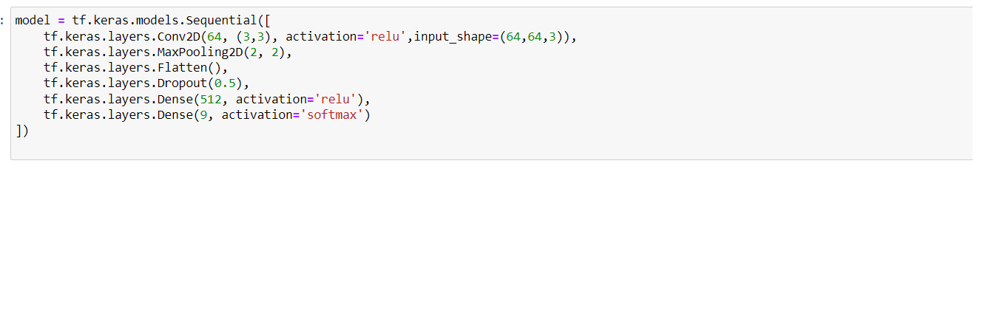 : model = tf.keras.models.Sequential([
    tf.keras.layers.Conv2D(64, (3,3), activation='relu',input_shape=(64,64,3)),
    tf.keras.layers.MaxPooling2D(2, 2),
    tf.keras.layers.Flatten(),
    tf.keras.layers.Dropout(0.5),
    tf.keras.layers.Dense(512, activation='relu'),
    tf.keras.layers.Dense(9, activation='softmax')
])